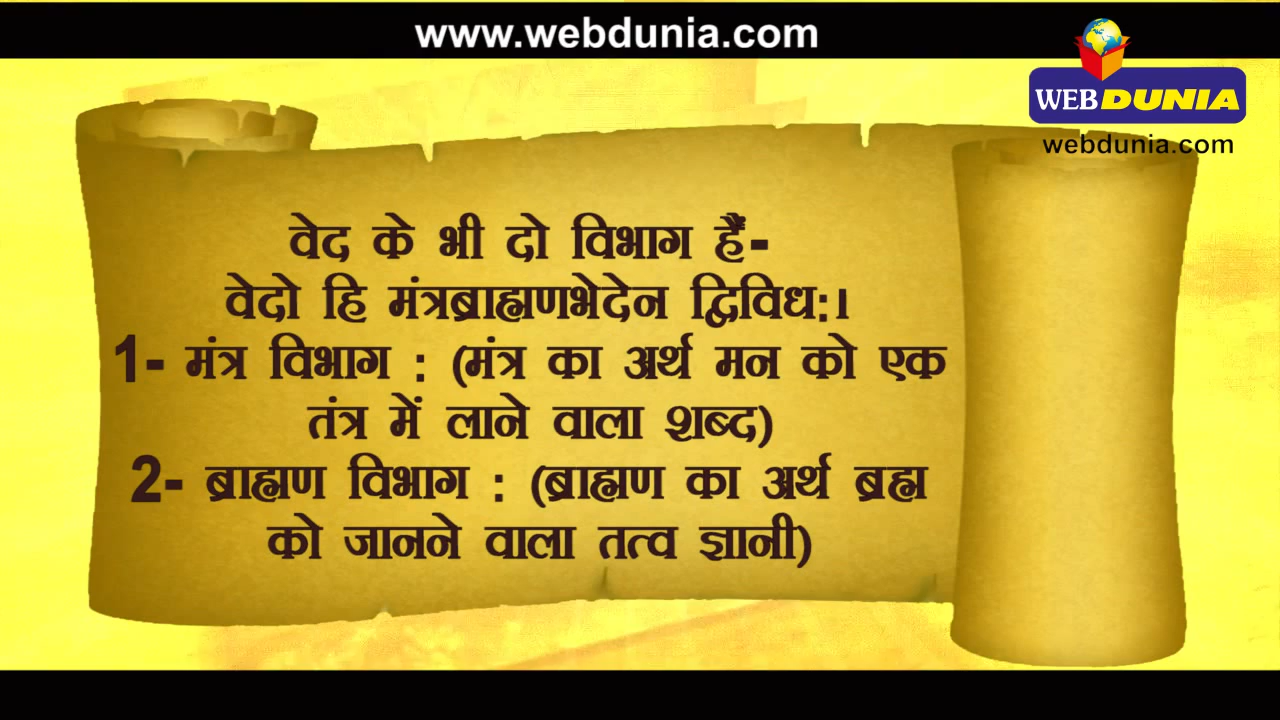 www.webdunia.com
WEBDUNIA
webdunia.com
वेद के भी दो विभाग हैं-
वेदो हि मंत्रब्राह्मणभेदेन द्विविध:।
1- मंत्र विभाग : (मंत्र का अर्थ मन को एक
तंत्र में लाने वाला शब्द)
2- ब्राह्मण विभाग : (ब्राह्मण का अर्थ ब्रह्म
को जानने वाला तत्व ज्ञानी)